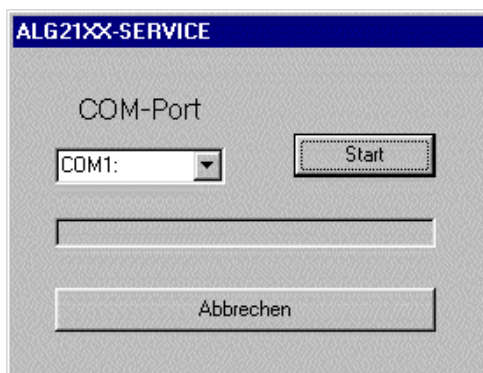 ALG21XX-SERVICE
COM-Port
COM1:
Start
Abbrechen